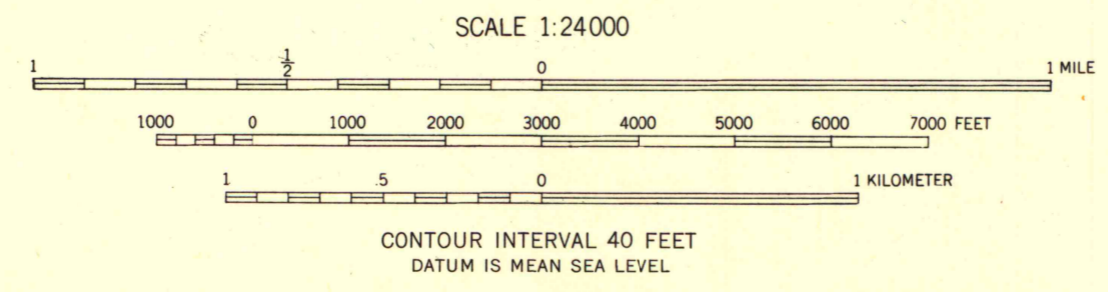 SCALE 1:24000
1 1/2 0 1 MILE
1000 0 1000 2000 3000 4000 5000 6000 7000 FEET
1 .5 0 1 KILOMETER
CONTOUR INTERVAL 40 FEET
DATUM IS MEAN SEA LEVEL